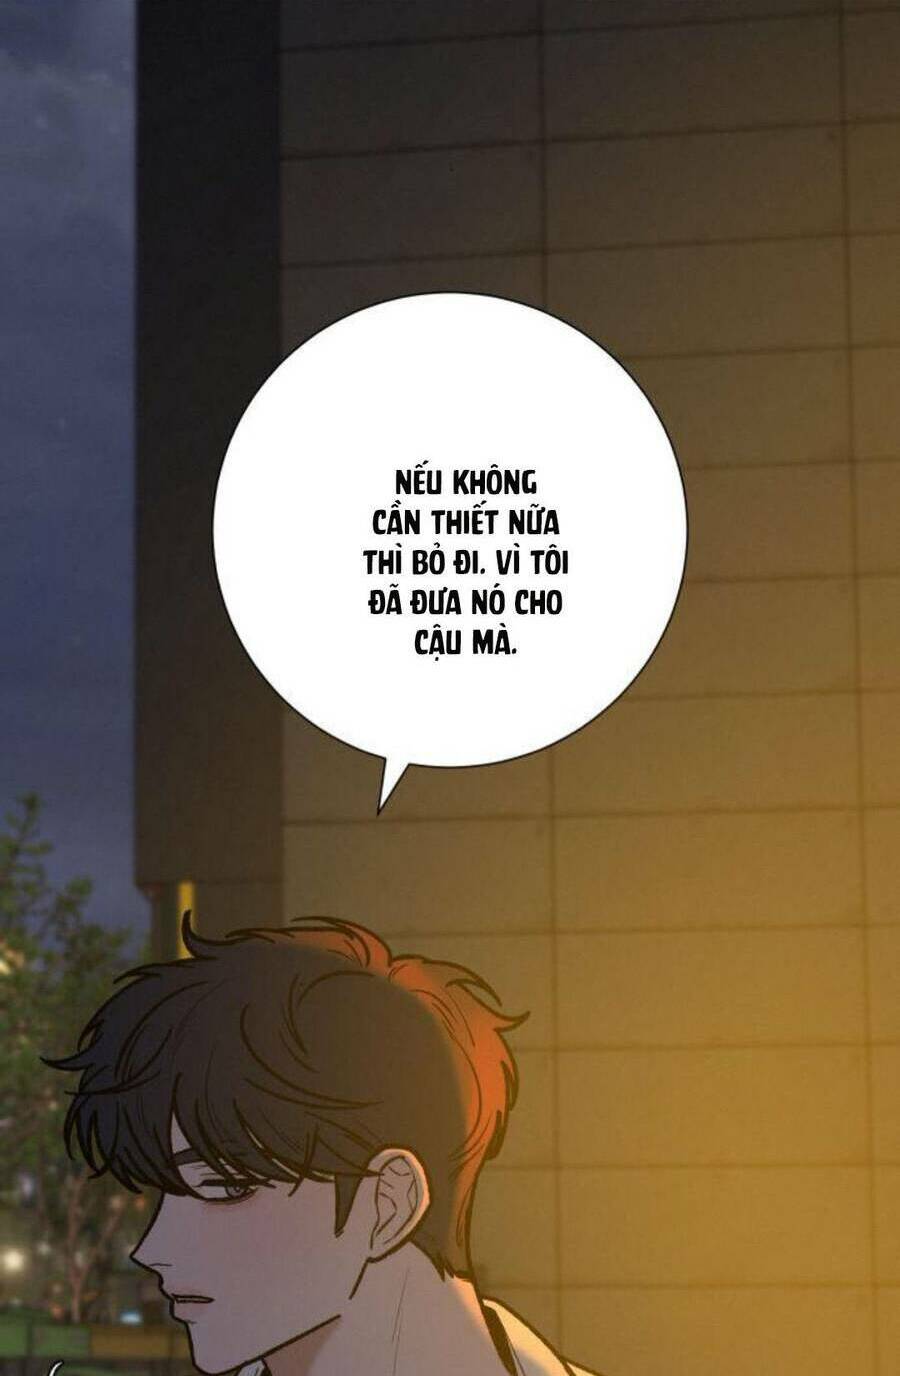 NẾU KHÔNG
CẦN THIẾT NỮA
THÌ BỎ ĐI. VÌ TÔI
ĐÃ ĐƯA NÓ CHO
CẬU MÀ.